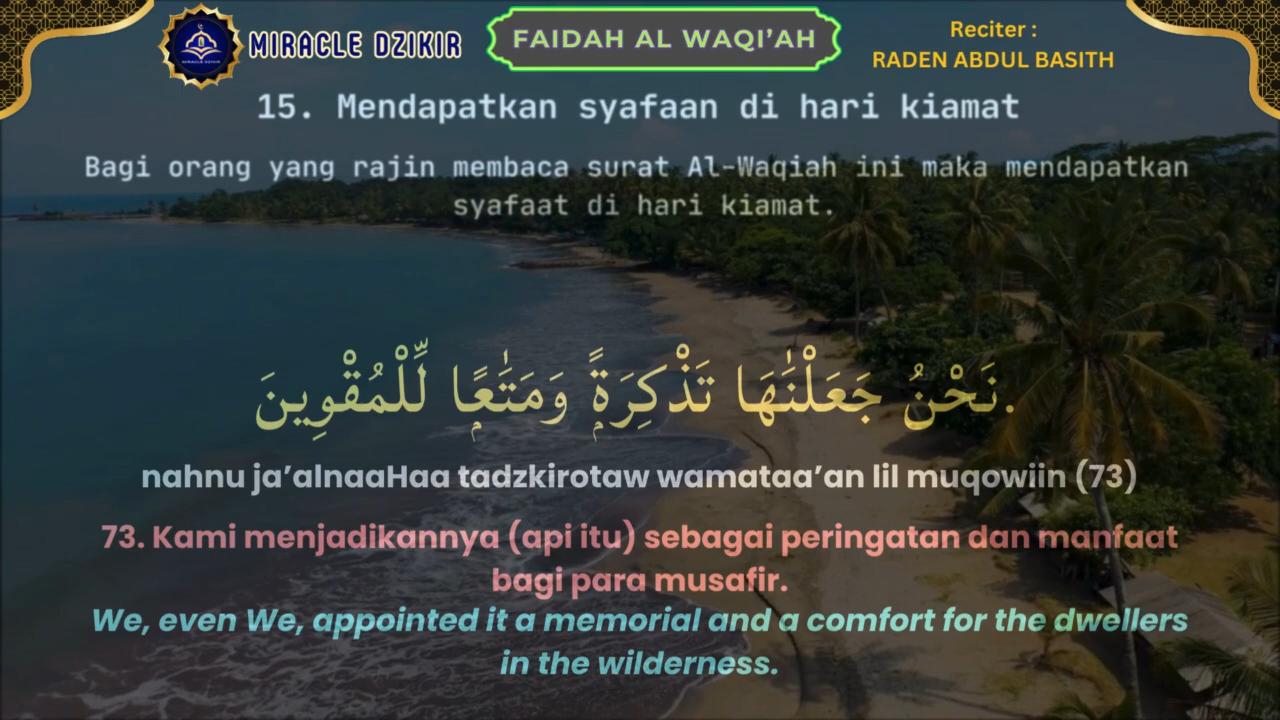 MIRACLE DZIKIR
FAIDAH AL WAQI’AH
Reciter :
RADEN ABDUL BASITH
15. Mendapatkan syafaan di hari kiamat
Bagi orang yang rajin membaca surat Al-Waqiah ini maka mendapatkan
syafaat di hari kiamat.
نَحْنُ جَعَلْنَٰهَا تَذْكِرَةًۭ وَمَتَٰعًۭا لِّلْمُقْوِينَ.
nahnu ja’alnaaHaa tadzkirotaw wamataa’an lil muqowiin (73)
73. Kami menjadikannya (api itu) sebagai peringatan dan manfaat
bagi para musafir.
We, even We, appointed it a memorial and a comfort for the dwellers
in the wilderness.